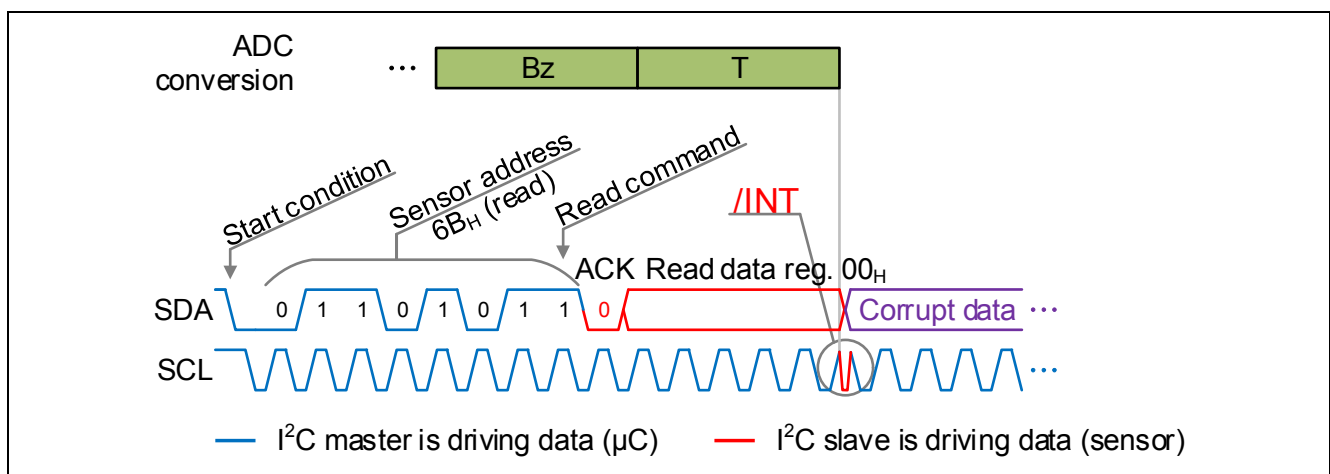 ADC
conversion
... Bz T
Start condition
Sensor address
6B_H (read)
Read command
/INT
ACK Read data reg. 00_H
SDA 0 1 1 0 1 0 1 1 0 Corrupt data ...
SCL ...
I²C master is driving data (µC) I²C slave is driving data (sensor)